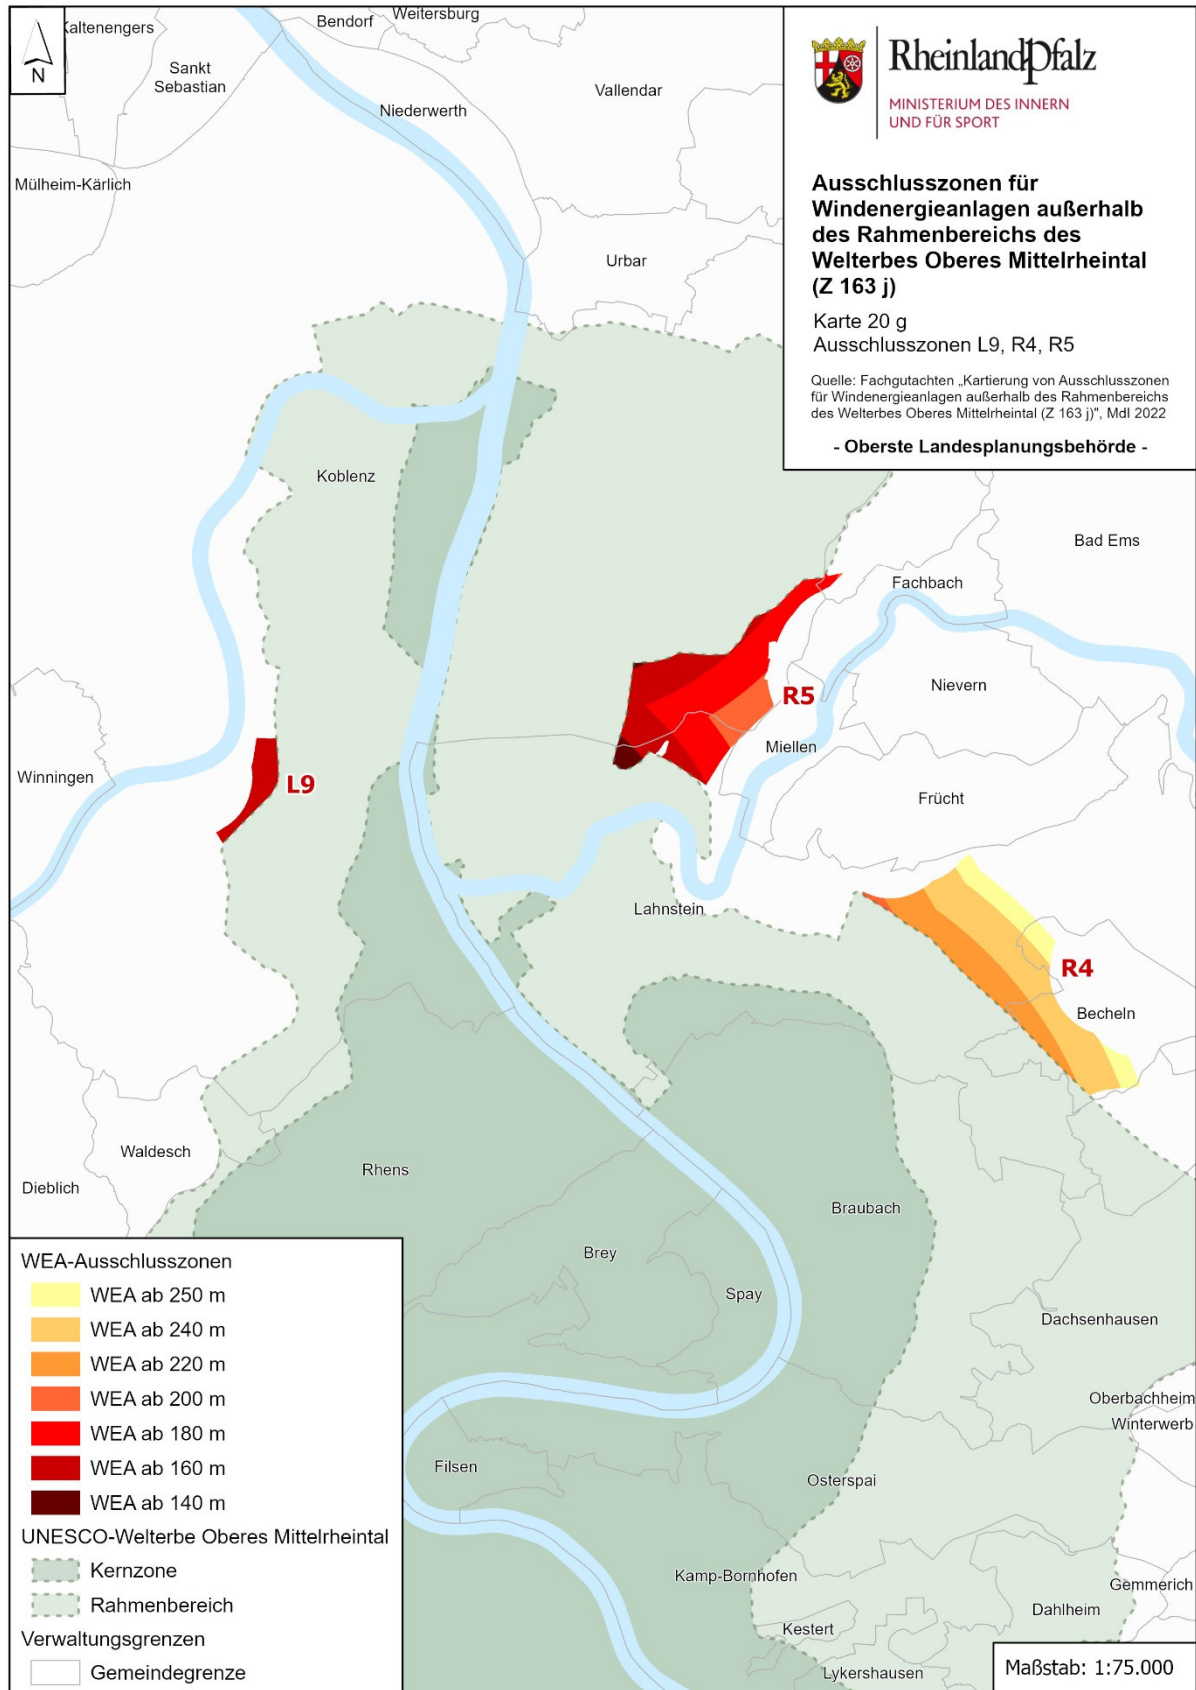 N
Kaltenengers
Bendorf
Weitersburg
Sankt
Sebastian
Niederwerth
Vallendar
Mülheim-Kärlich
Urbar
RheinlandPfalz
MINISTERIUM DES INNERN
UND FÜR SPORT
Ausschlusszonen für
Windenergieanlagen außerhalb
des Rahmenbereichs des
Welterbes Oberes Mittelrheintal
(Z 163 j)
Karte 20 g
Ausschlusszonen L9, R4, R5
Quelle: Fachgutachten „Kartierung von Ausschlusszonen
für Windenergieanlagen außerhalb des Rahmenbereichs
des Welterbes Oberes Mittelrheintal (Z 163 j)", MdI 2022
- Oberste Landesplanungsbehörde -
Koblenz
Bad Ems
Fachbach
Nievern
R5
Miellen
Winningen
L9
Frücht
Lahnstein
R4
Becheln
Waldesch
Rhens
Dieblich
Braubach
Brey
Spay
Dachsenhausen
Oberbachheim
Winterwerb
Filsen
Osterspai
Kamp-Bornhofen
Gemmerich
Dahlheim
Kestert
Lykershausen
WEA-Ausschlusszonen
WEA ab 250 m
WEA ab 240 m
WEA ab 220 m
WEA ab 200 m
WEA ab 180 m
WEA ab 160 m
WEA ab 140 m
UNESCO-Welterbe Oberes Mittelrheintal
Kernzone
Rahmenbereich
Verwaltungsgrenzen
Gemeindegrenze
Maßstab: 1:75.000